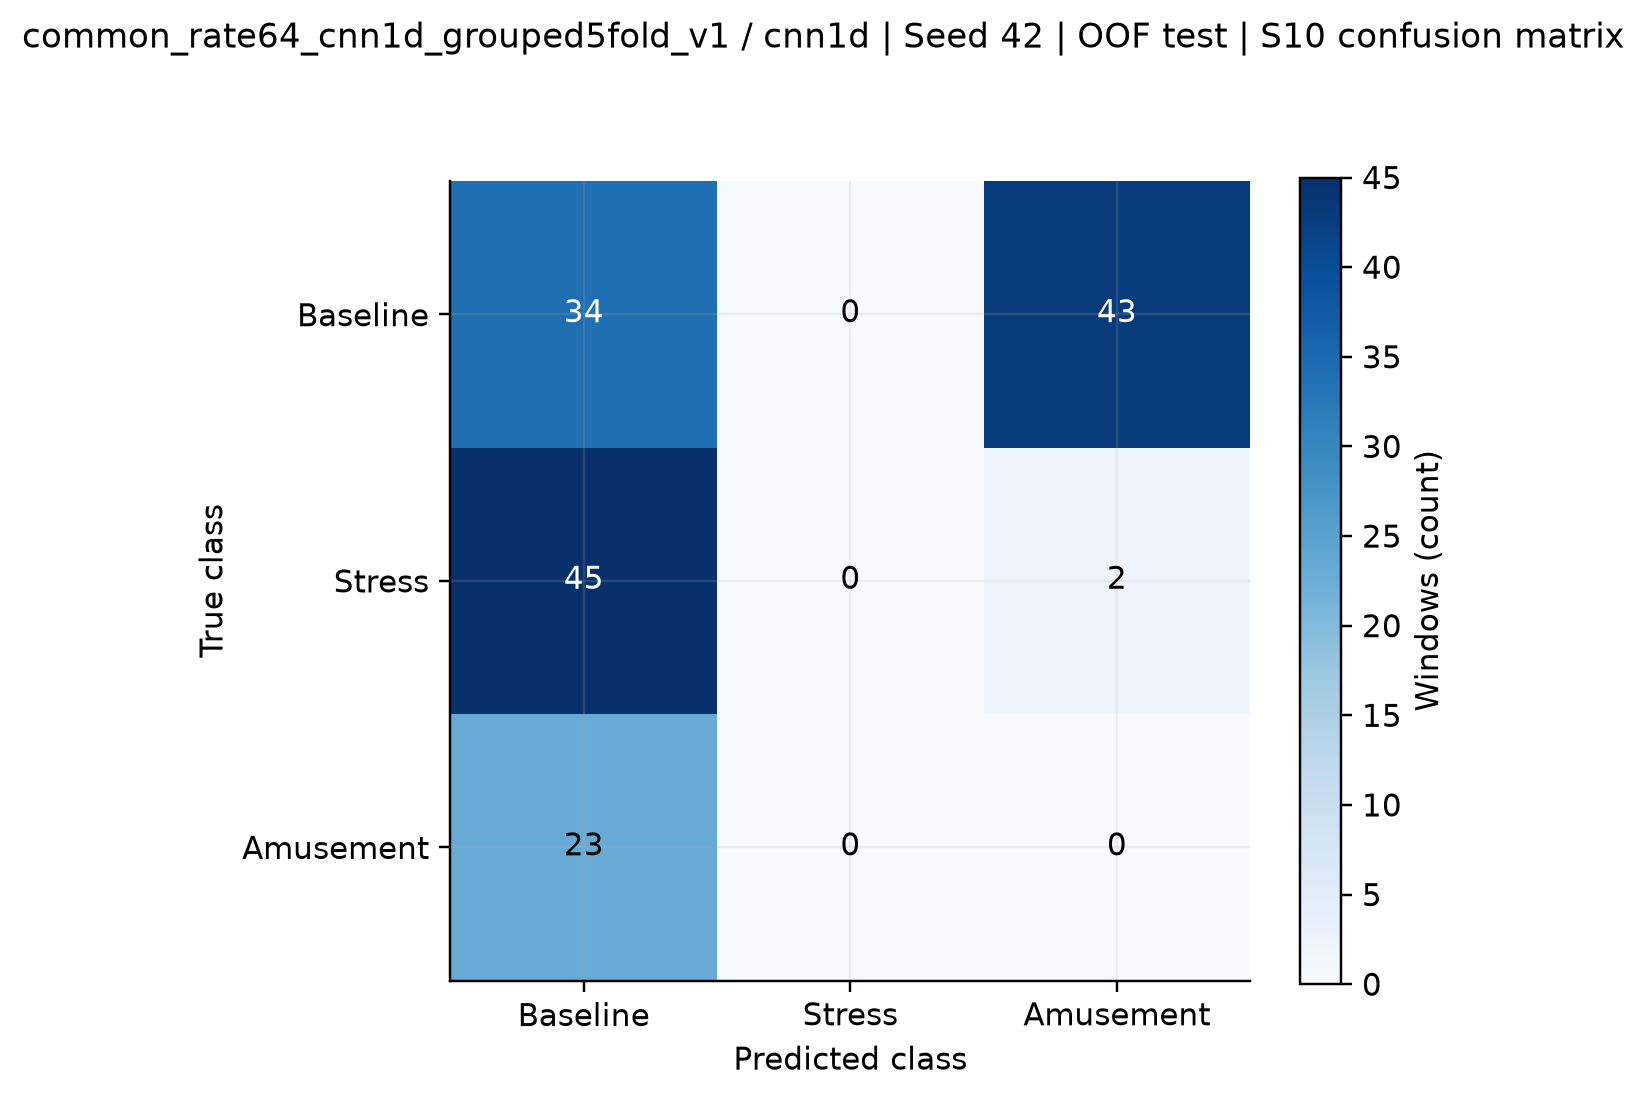 common_rate64_cnn1d_grouped5fold_v1 / cnn1d | Seed 42 | OOF test | S10 confusion matrix
45
40
35
30
25
20
15
10
5
0
Windows (count)
True class
Baseline
34
0
43
Stress
45
0
2
Amusement
23
0
0
Baseline
Stress
Amusement
Predicted class